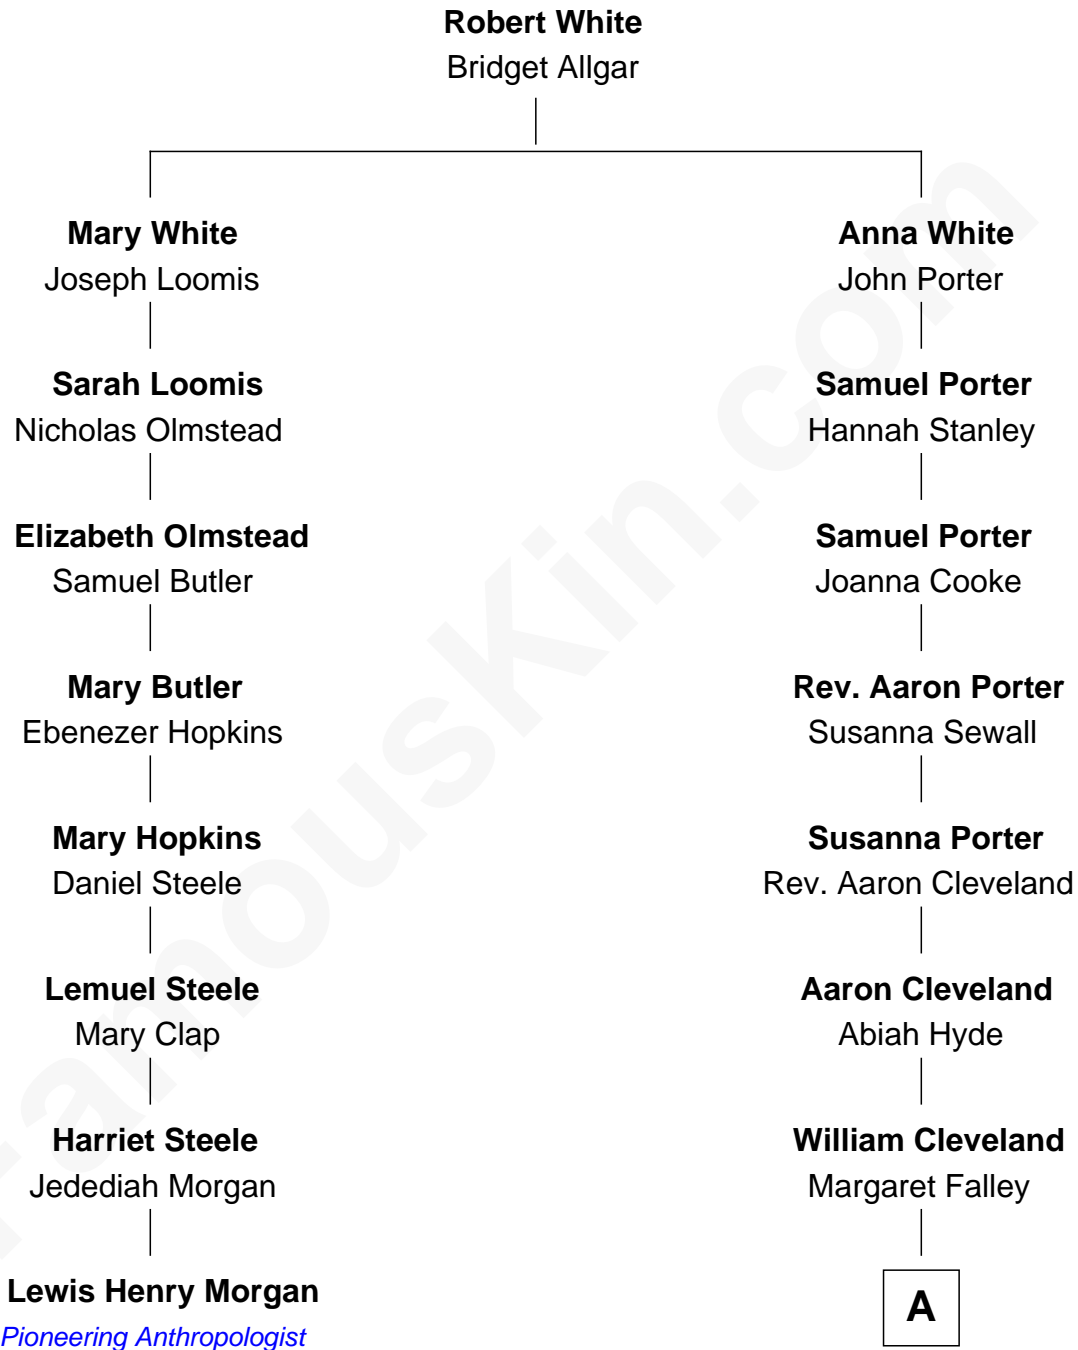 Robert White
Bridget Allgar
Mary White
Joseph Loomis
Anna White
John Porter
Sarah Loomis
Nicholas Olmstead
Samuel Porter
Hannah Stanley
Elizabeth Olmstead
Samuel Butler
Samuel Porter
Joanna Cooke
Mary Butler
Ebenezer Hopkins
Rev. Aaron Porter
Susanna Sewall
Mary Hopkins
Daniel Steele
Susanna Porter
Rev. Aaron Cleveland
Lemuel Steele
Mary Clap
Aaron Cleveland
Abiah Hyde
Harriet Steele
Jedediah Morgan
William Cleveland
Margaret Falley
Lewis Henry Morgan
Pioneering Anthropologist
A
FamousKin.com